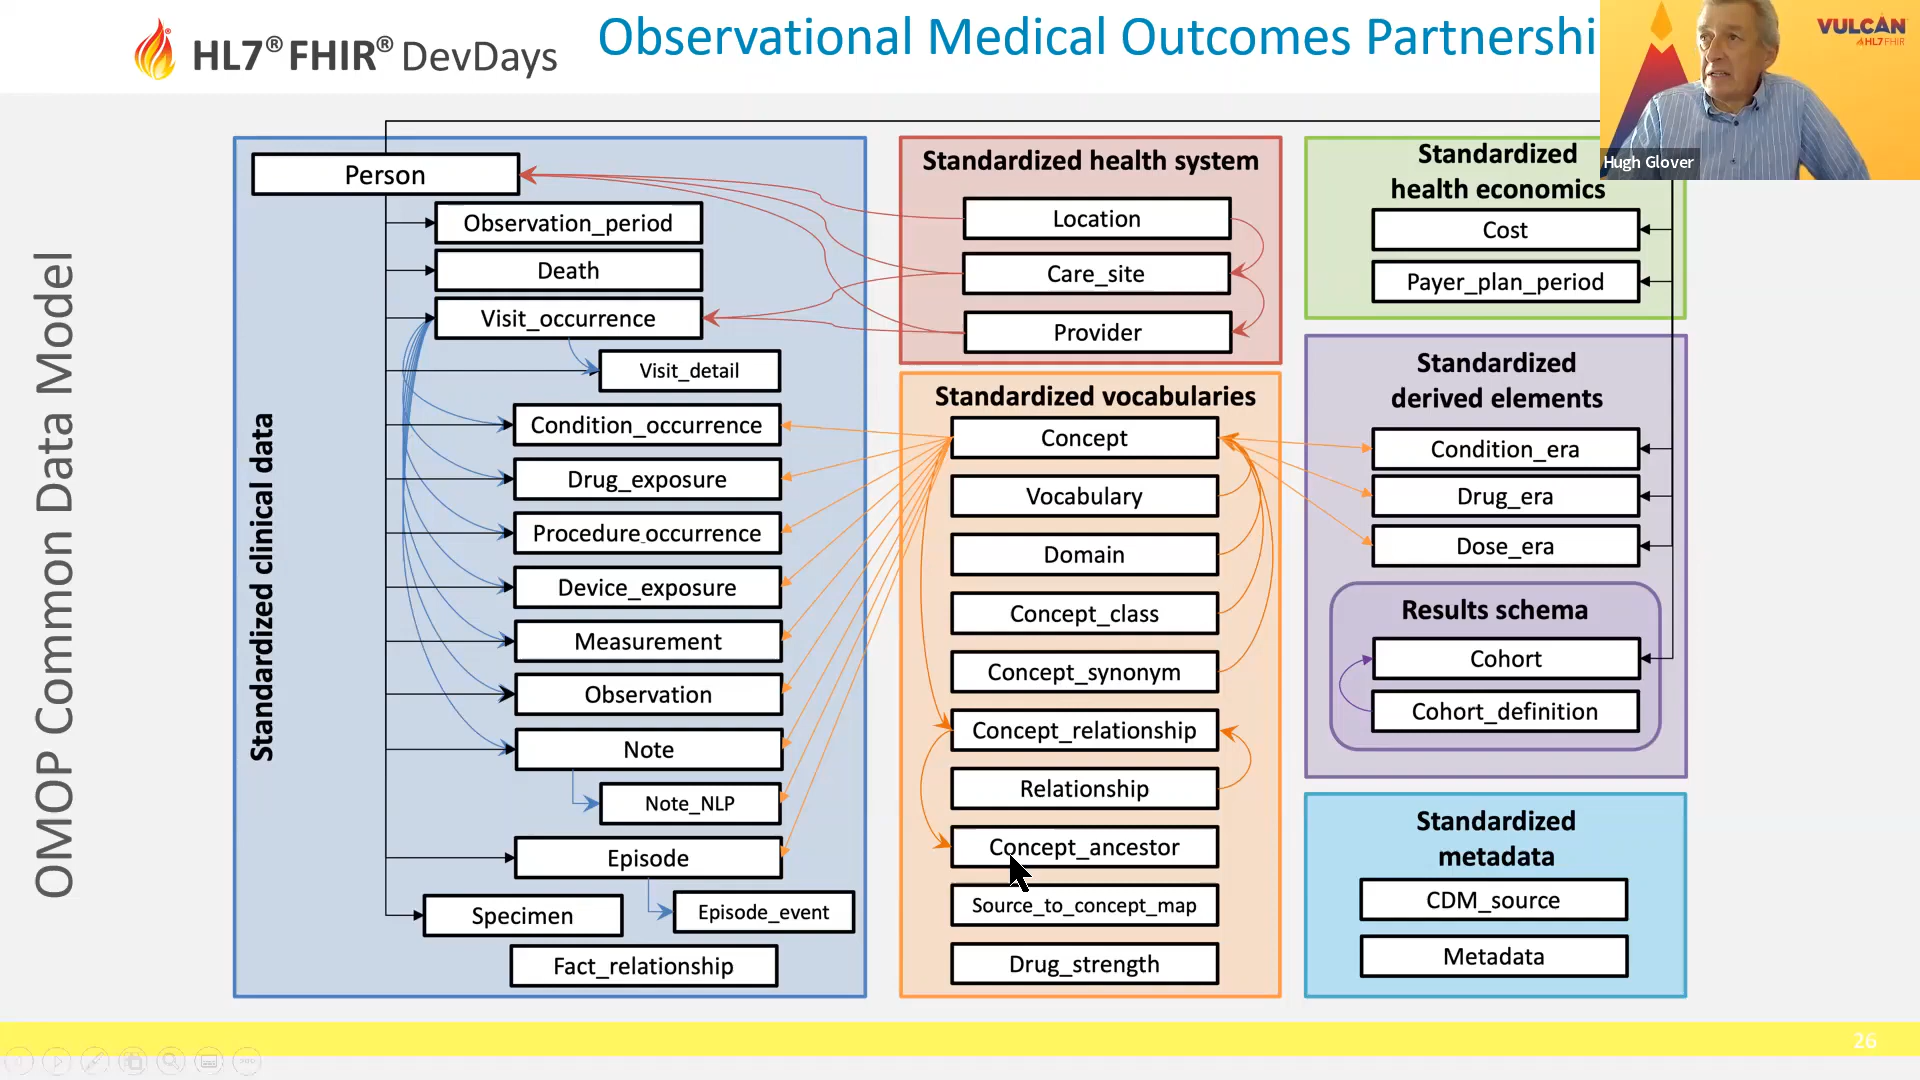 HL7® FHIR® DevDays
Observational Medical Outcomes Partnershi
VULCAN
HL7 FHIR
Hugh Glover
OMOP Common Data Model
Standardized clinical data
Person
Observation_period
Death
Visit_occurrence
Visit_detail
Condition_occurrence
Drug_exposure
Procedure_occurrence
Device_exposure
Measurement
Observation
Note
Note_NLP
Episode
Specimen
Episode_event
Fact_relationship
Standardized health system
Location
Care_site
Provider
Standardized vocabularies
Concept
Vocabulary
Domain
Concept_class
Concept_synonym
Concept_relationship
Relationship
Concept_ancestor
Source_to_concept_map
Drug_strength
Standardized
health economics
Cost
Payer_plan_period
Standardized
derived elements
Condition_era
Drug_era
Dose_era
Results schema
Cohort
Cohort_definition
Standardized
metadata
CDM_source
Metadata
26